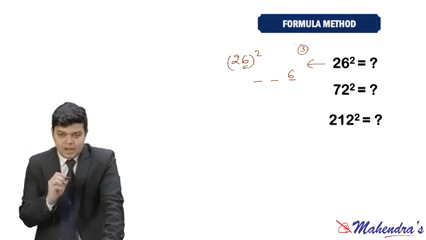 FORMULA METHOD
(26)² ③ ← 26² = ?
_ _ 6
72² = ?
212² = ?
Mahendra's